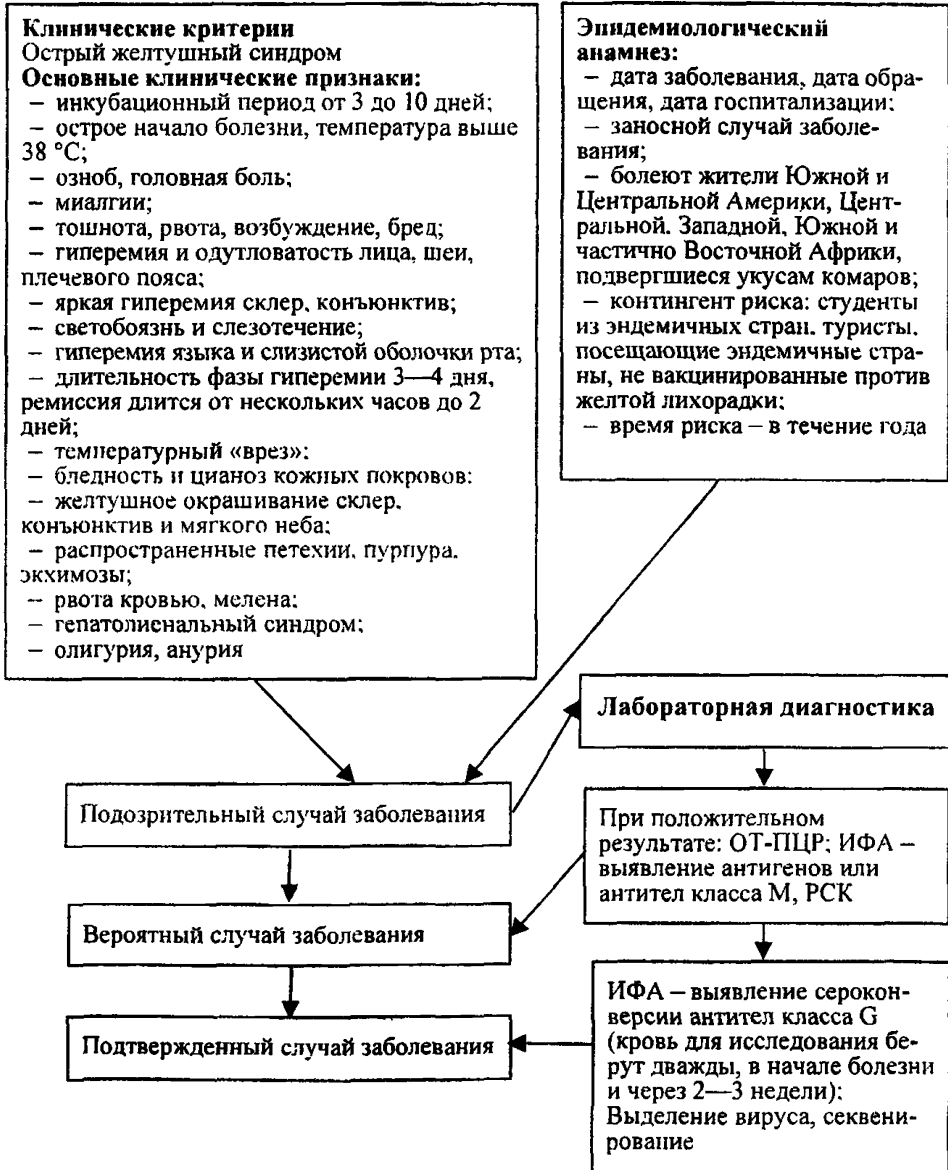 Клинические критерии
Острый желтушный синдром
Основные клинические признаки:
— инкубационный период от 3 до 10 дней;
— острое начало болезни, температура выше
38 °С;
— озноб, головная боль;
— миалгии;
— тошнота, рвота, возбуждение, бред;
— гиперемия и одутловатость лица, шеи,
плечевого пояса;
— яркая гиперемия склер, конъюнктив;
— светобоязнь и слезотечение;
— гиперемия языка и слизистой оболочки рта;
— длительность фазы гиперемии 3—4 дня,
ремиссия длится от нескольких часов до 2
дней;
— температурный «врез»:
— бледность и цианоз кожных покровов:
— желтушное окрашивание склер,
конъюнктив и мягкого неба;
— распространенные петехии, пурпура,
экхимозы;
— рвота кровью, мелена;
— гепатолиенальный синдром;
— олигурия, анурия
Эпидемиологический
анамнез:
— дата заболевания, дата обра-
щения, дата госпитализации;
— заносной случай заболе-
вания;
— болеют жители Южной и
Центральной Америки, Цент-
ральной. Западной, Южной и
частично Восточной Африки,
подвергшиеся укусам комаров;
— контингент риска: студенты
из эндемичных стран, туристы,
посещающие эндемичные стра-
ны, не вакцинированные против
желтой лихорадки;
— время риска – в течение года
Лабораторная диагностика
Подозрительный случай заболевания
При положительном
результате: ОТ-ПЦР; ИФА –
выявление антигенов или
антител класса М, РСК
Вероятный случай заболевания
ИФА – выявление серокон-
версии антител класса G
(кровь для исследования бе-
рут дважды, в начале болезни
и через 2—3 недели);
Выделение вируса, секвени-
рование
Подтвержденный случай заболевания